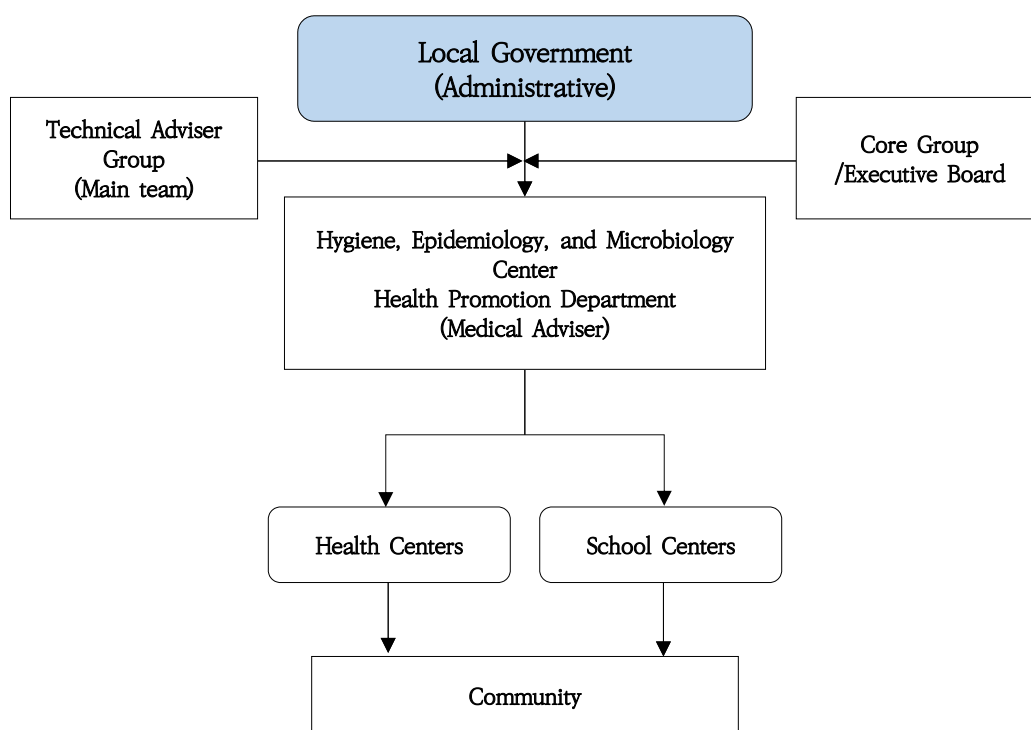 Local Government
(Administrative)
Technical Adviser
Group
(Main team)
Core Group
/Executive Board
Hygiene, Epidemiology, and Microbiology
Center
Health Promotion Department
(Medical Adviser)
Health Centers
School Centers
Community